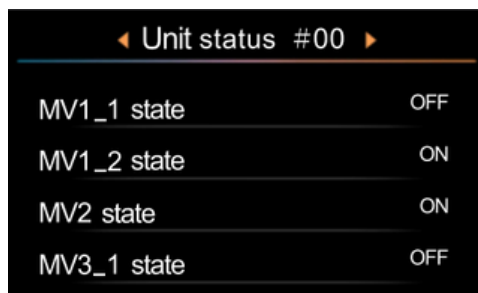 Unit status #00
MV1_1 state OFF
MV1_2 state ON
MV2 state ON
MV3_1 state OFF